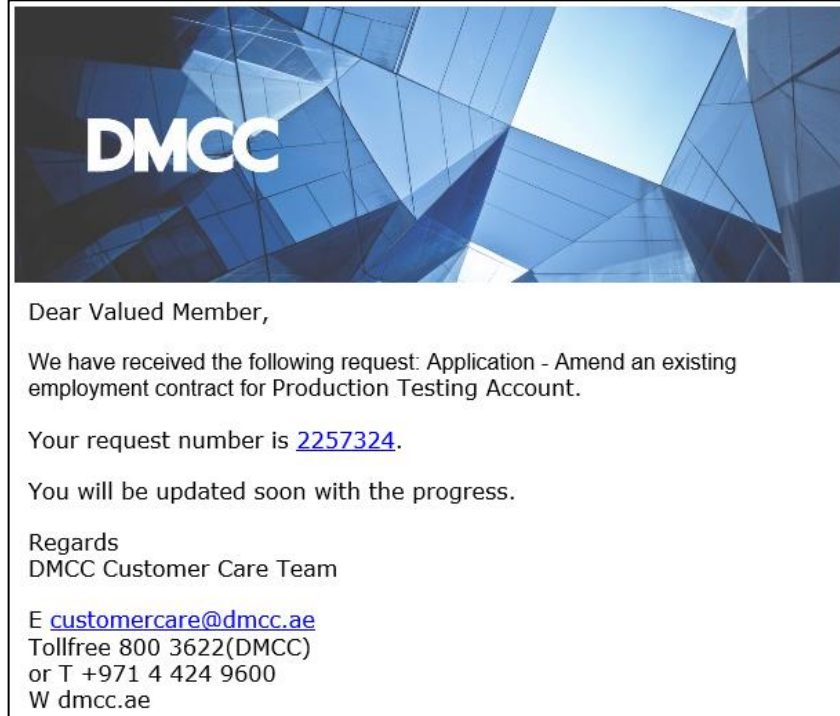 DMCC
Dear Valued Member,
We have received the following request: Application - Amend an existing
employment contract for Production Testing Account.
Your request number is 2257324.
You will be updated soon with the progress.
Regards
DMCC Customer Care Team
E customercare@dmcc.ae
Tollfree 800 3622(DMCC)
or T +971 4 424 9600
W dmcc.ae